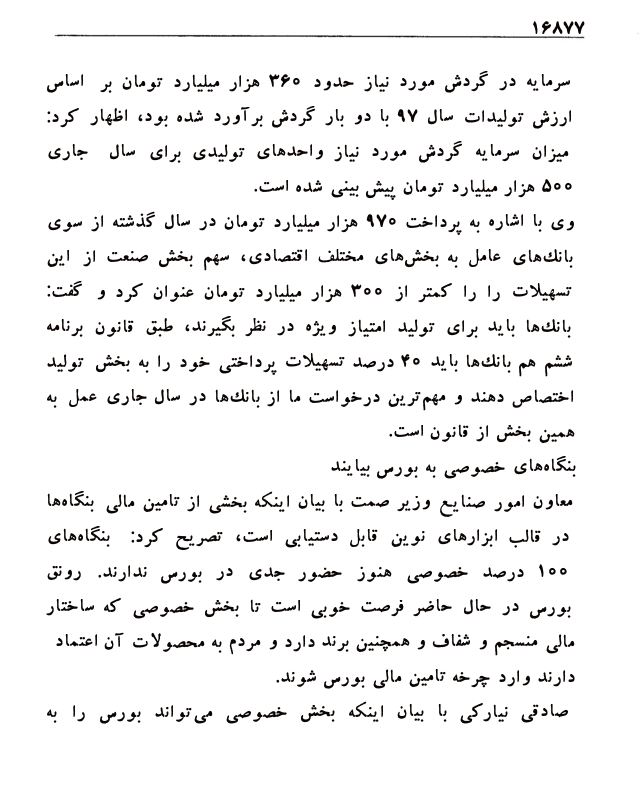 ۱۶۸۷۷
سرمایه در گردش مورد نیاز حدود ۳۶۰ هزار میلیارد تومان بر اساس
ارزش تولیدات سال ۹۷ با دو بار گردش برآورد شده بود، اظهار کرد:
میزان سرمایه گردش مورد نیاز واحدهای تولیدی برای سال جاری
۵۰۰ هزار میلیارد تومان پیش بینی شده است.
وی با اشاره به پرداخت ۹۷۰ هزار میلیارد تومان در سال گذشته از سوی
بانك‌های عامل به بخش‌های مختلف اقتصادی، سهم بخش صنعت از این
تسهیلات را را کمتر از ۳۰۰ هزار میلیارد تومان عنوان کرد و گفت:
بانك‌ها باید برای تولید امتیاز ویژه در نظر بگیرند، طبق قانون برنامه
ششم هم بانك‌ها باید ۴۰ درصد تسهیلات پرداختی خود را به بخش تولید
اختصاص دهند و مهم‌ترین درخواست ما از بانك‌ها در سال جاری عمل به
همین بخش از قانون است.
بنگاه‌های خصوصی به بورس بیایند
معاون امور صنایع وزیر صمت با بیان اینکه بخشی از تامین مالی بنگاه‌ها
در قالب ابزارهای نوین قابل دستیابی است، تصریح کرد: بنگاه‌های
۱۰۰ درصد خصوصی هنوز حضور جدی در بورس ندارند. رونق
بورس در حال حاضر فرصت خوبی است تا بخش خصوصی که ساختار
مالی منسجم و شفاف و همچنین برند دارد و مردم به محصولات آن اعتماد
دارند وارد چرخه تامین مالی بورس شوند.
صادقی نیارکی با بیان اینکه بخش خصوصی می‌تواند بورس را به